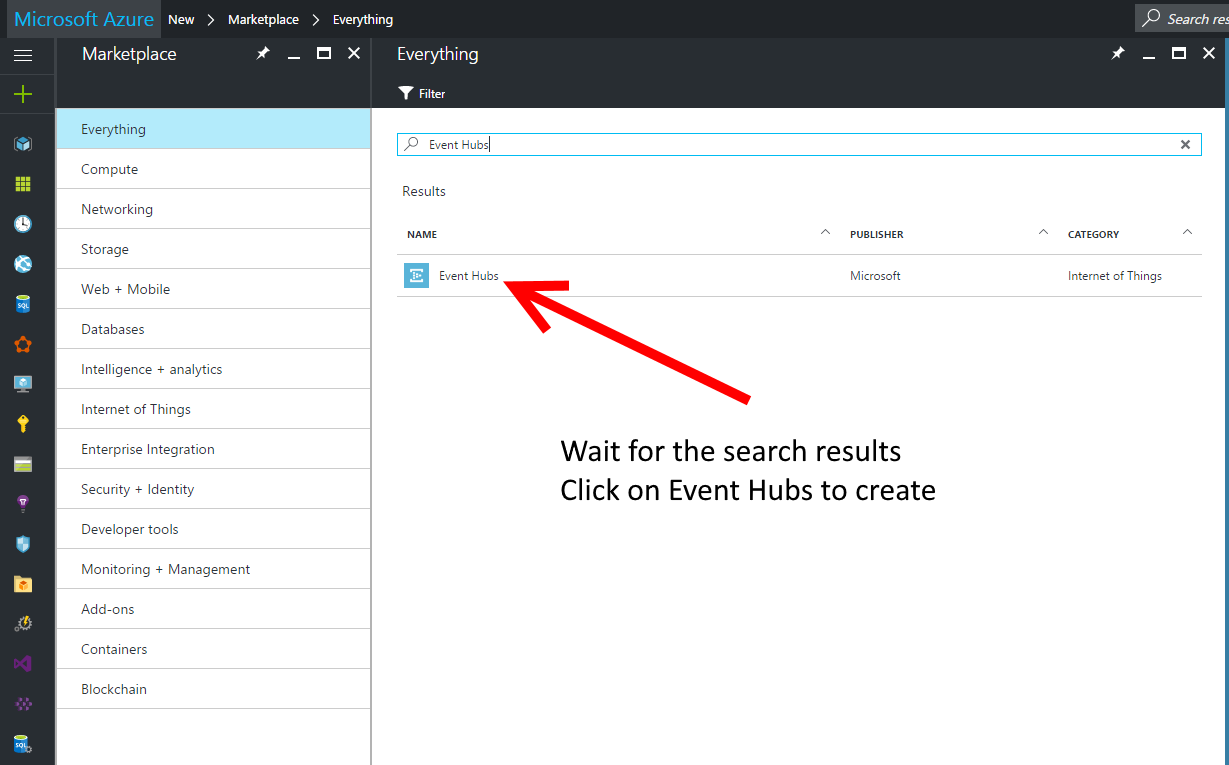 Microsoft Azure New > Marketplace > Everything
Search res
Marketplace
Everything
Filter
Everything
Compute
Networking
Storage
Web + Mobile
Databases
Intelligence + analytics
Internet of Things
Enterprise Integration
Security + Identity
Developer tools
Monitoring + Management
Add-ons
Containers
Blockchain
Event Hubs
Results
NAME PUBLISHER CATEGORY
Event Hubs Microsoft Internet of Things
Wait for the search results
Click on Event Hubs to create
SQL
SQL